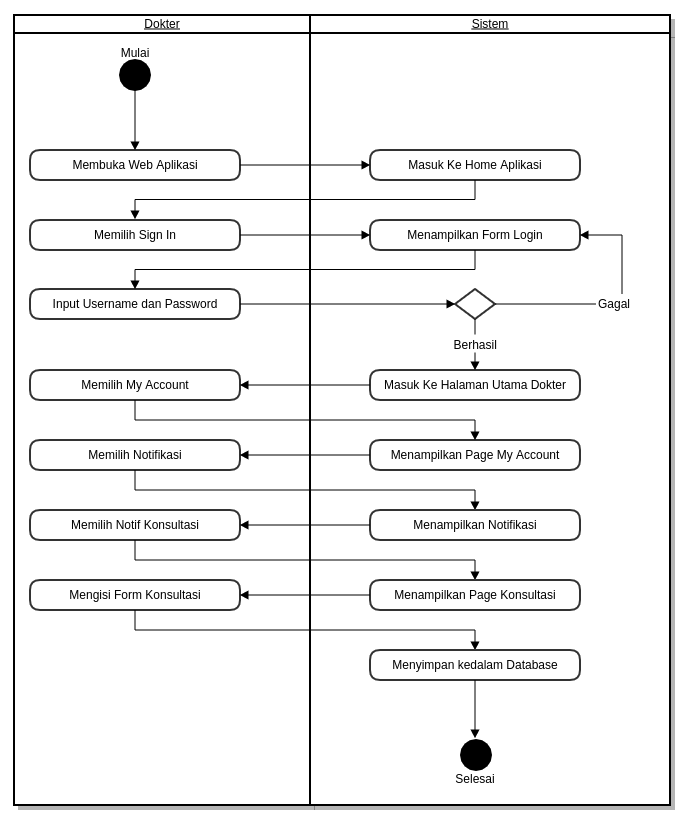 Dokter
Sistem
Mulai
Membuka Web Aplikasi
Masuk Ke Home Aplikasi
Memilih Sign In
Menampilkan Form Login
Input Username dan Password
Gagal
Berhasil
Memilih My Account
Masuk Ke Halaman Utama Dokter
Memilih Notifikasi
Menampilkan Page My Account
Memilih Notif Konsultasi
Menampilkan Notifikasi
Mengisi Form Konsultasi
Menampilkan Page Konsultasi
Menyimpan kedalam Database
Selesai